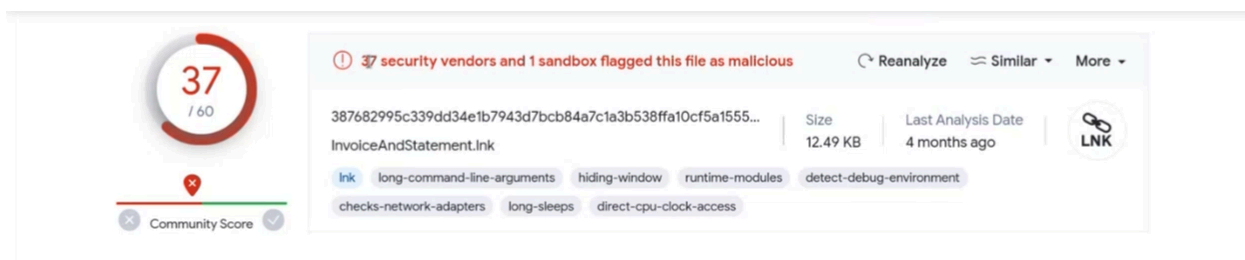 37
/ 60
Community Score
37 security vendors and 1 sandbox flagged this file as malicious
Reanalyze
Similar
More
387682995c339dd34e1b7943d7bcb84a7c1a3b538ffa10cf5a1555...
InvoiceAndStatement.lnk
Size
12.49 KB
Last Analysis Date
4 months ago
LNK
lnk
long-command-line-arguments
hiding-window
runtime-modules
detect-debug-environment
checks-network-adapters
long-sleeps
direct-cpu-clock-access